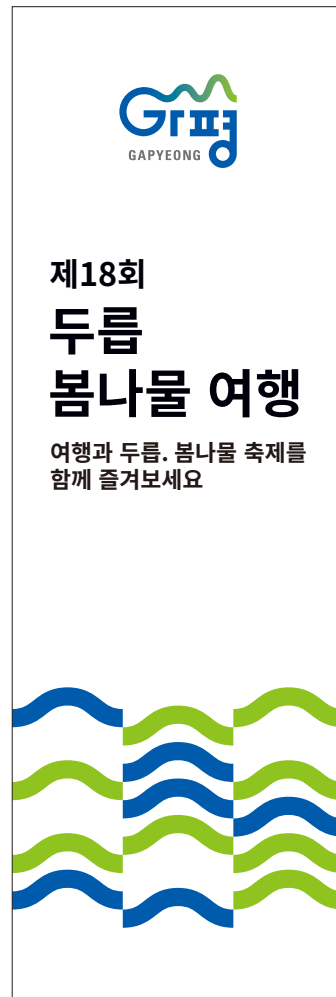 가평
GAPYEONG
제18회
두릅
봄나물 여행
여행과 두릅. 봄나물 축제를
함께 즐겨보세요